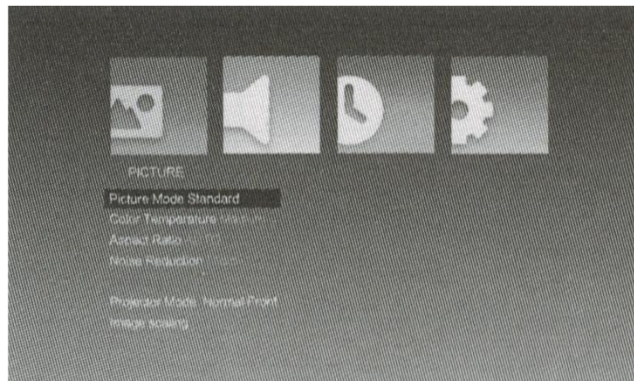 PICTURE
Picture Mode Standard
Color Temperature
Aspect Ratio
Noise Reduction
Projector Mode Normal Front
Image scaling